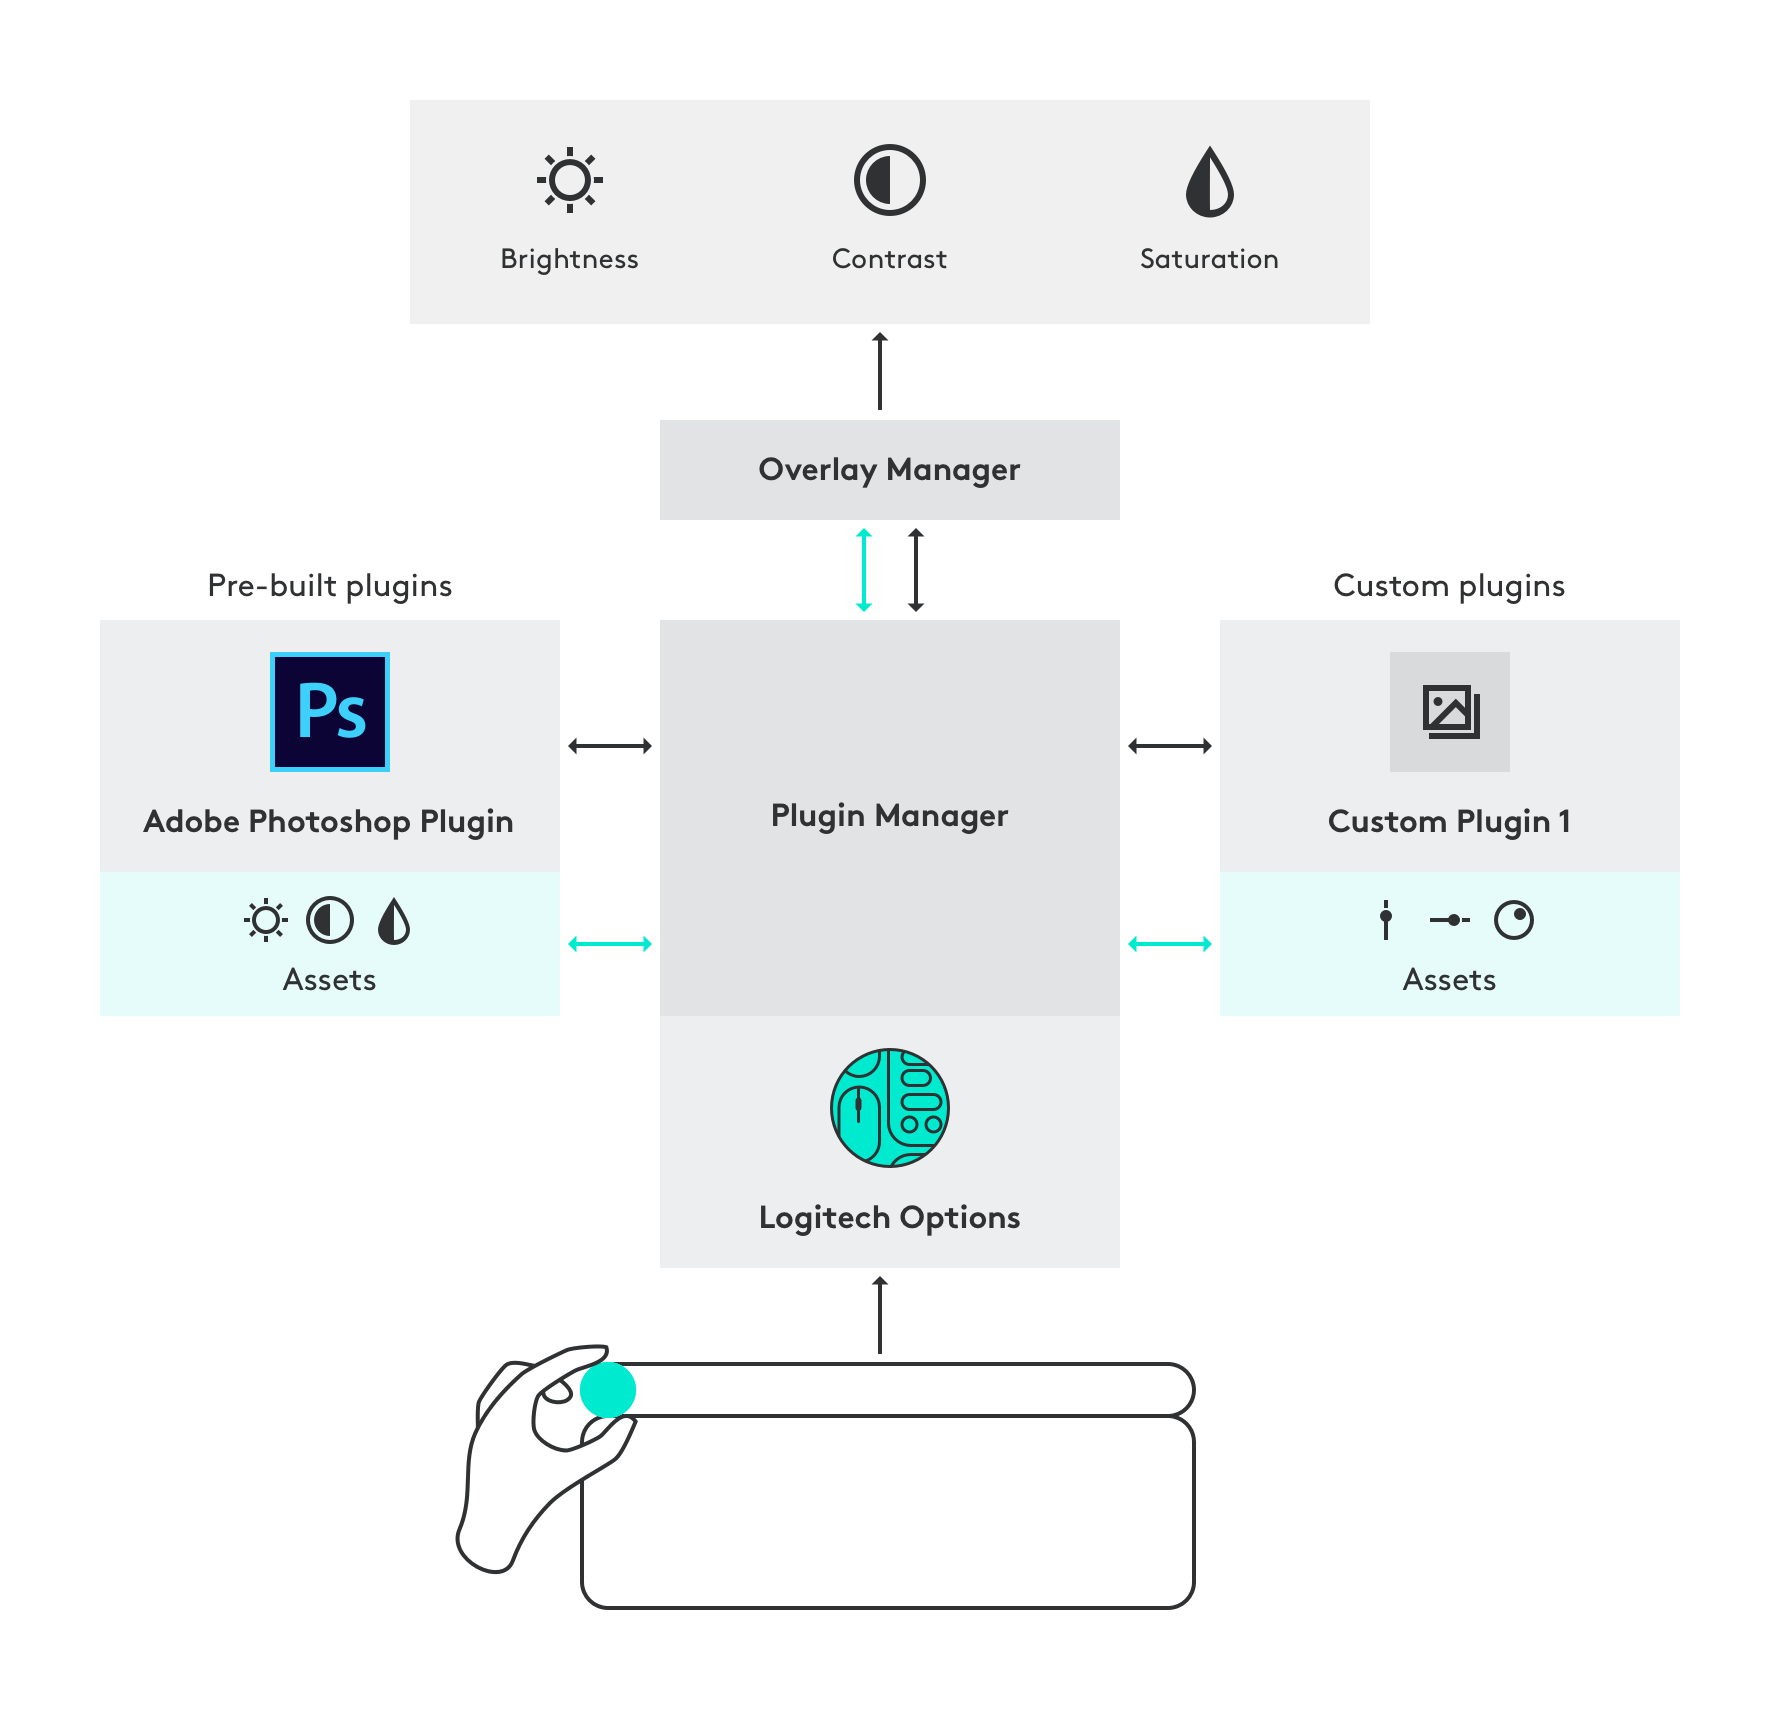 Brightness
Contrast
Saturation
Overlay Manager
Pre-built plugins
Custom plugins
Ps
Adobe Photoshop Plugin
Plugin Manager
Custom Plugin 1
Assets
Assets
Logitech Options